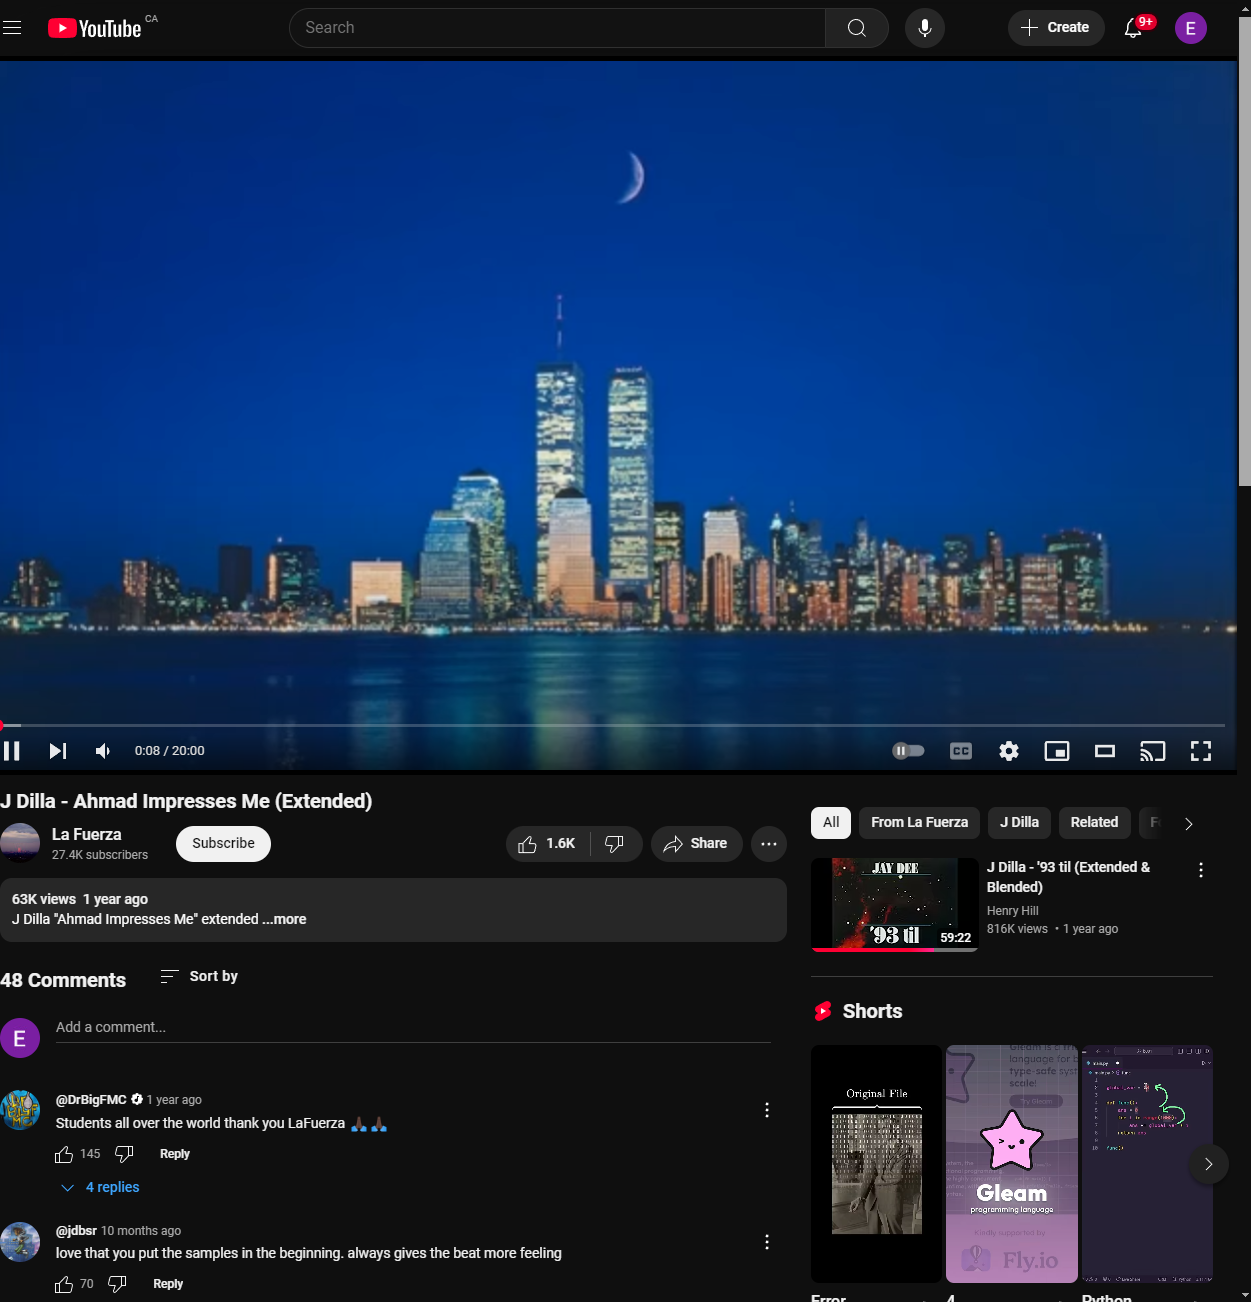 YouTube CA
Search
Create
9+
E
0:08 / 20:00
CC
J Dilla - Ahmad Impresses Me (Extended)
La Fuerza
27.4K subscribers
Subscribe
1.6K
Share
63K views 1 year ago
J Dilla "Ahmad Impresses Me" extended ...more
48 Comments
Sort by
E
Add a comment...
@DrBigFMC 1 year ago
Students all over the world thank you LaFuerza 🙏🏿🙏🏿
145
Reply
4 replies
@jdbsr 10 months ago
love that you put the samples in the beginning. always gives the beat more feeling
70
Reply
All
From La Fuerza
J Dilla
Related
JAY DEE
'93 til
59:22
J Dilla - '93 til (Extended &
Blended)
Henry Hill
816K views • 1 year ago
Shorts
Original File
language for b
type-safe syst
scale!
Try Gleam
Gleam
programming language
Kindly supported by
Fly.io
main.py
func()
Error
4
Python